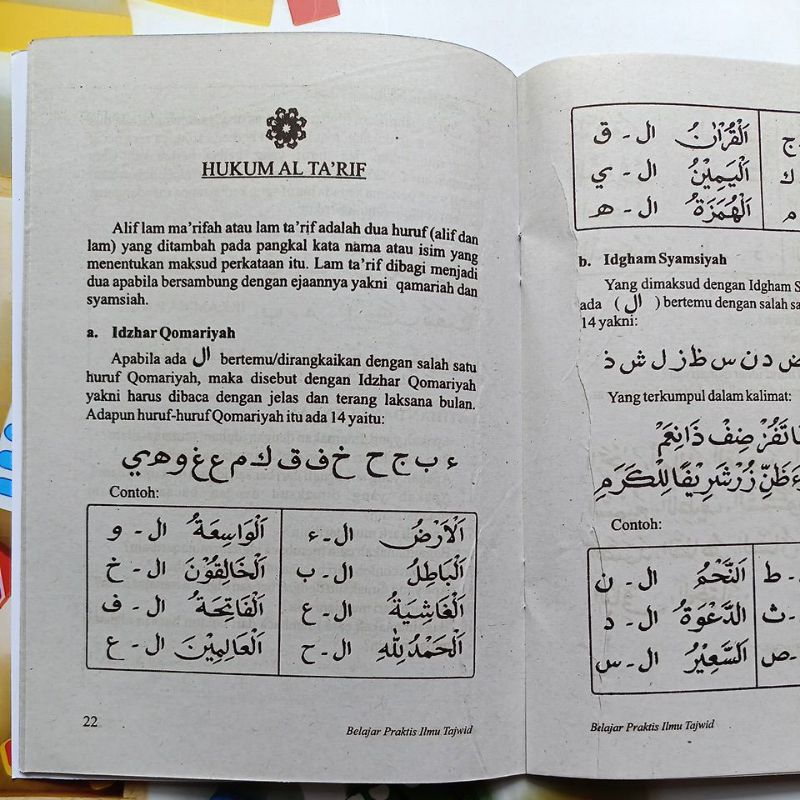 HUKUM AL TA'RIF
Alif lam ma'rifah atau lam ta'rif adalah dua huruf (alif dan
lam) yang ditambah pada pangkal kata nama atau isim yang
menentukan maksud perkataan itu. Lam ta'rif dibagi menjadi
dua apabila bersambung dengan ejaannya yakni qamariah dan
syamsiah.
a. Idzhar Qomariyah
Apabila ada ال bertemu/dirangkaikan dengan salah satu
huruf Qomariyah, maka disebut dengan Idzhar Qomariyah
yakni harus dibaca dengan jelas dan terang laksana bulan.
Adapun huruf-huruf Qomariyah itu ada 14 yaitu:
ء ب ج ح خ ف ق ك م ع غ و ه ي
Contoh:
اَلْاَرْضُ ال - ء اَلْوَاسِعَةُ ال - و
اَلْبَاطِلُ ال - ب اَلْخَالِقُوْنَ ال - خ
اَلْغَاشِيَةُ ال - ع اَلْفَاتِحَةُ ال - ف
اَلْحَمْدُ لِلّٰهِ ال - ح اَلْعَالَمِيْنَ ال - ع
22
Belajar Praktis Ilmu Tajwid
ج اَلْقُرْاٰنُ ال - ق
ك اَلْيَمِيْنُ ال - ي
م اَلْهُمَزَةُ ال - ه
b. Idgham Syamsiyah
Yang dimaksud dengan Idgham S
ada ( ال ) bertemu dengan salah sa
14 yakni:
ض د ن س ظ ز ل ش ذ
Yang terkumpul dalam kalimat:
تَفُزْ ضِفْ ذَانِعَمْ
ظَنٍّ زُرْ شَرِيْفًا لِلْكَرَمِ
Contoh:
- ط اَلنَّجْمُ ال - ن
- ث اَلدَّعْوَةُ ال - د
- ص اَلسَّعِيْرُ ال - س
Belajar Praktis Ilmu Tajwid